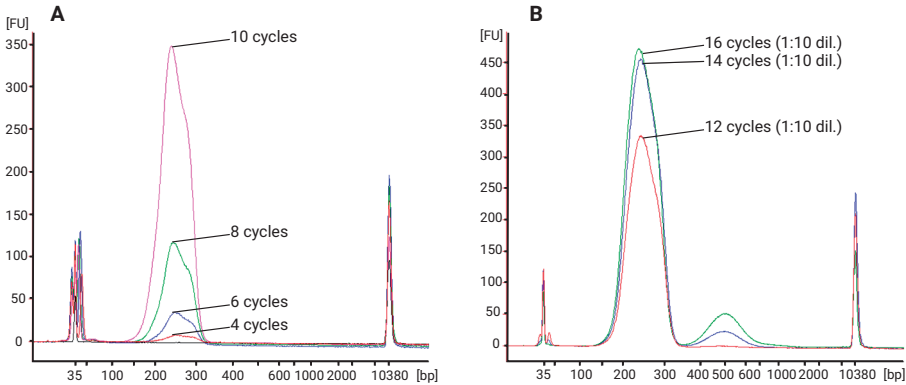 A
[FU]
350
300
250
200
150
100
50
0
10 cycles
8 cycles
6 cycles
4 cycles
35 100 200 300 400 600 1000 2000 10380 [bp]
B
[FU]
450
400
350
300
250
200
150
100
50
0
16 cycles (1:10 dil.)
14 cycles (1:10 dil.)
12 cycles (1:10 dil.)
35 100 200 300 400 500 1000 2000 10380 [bp]